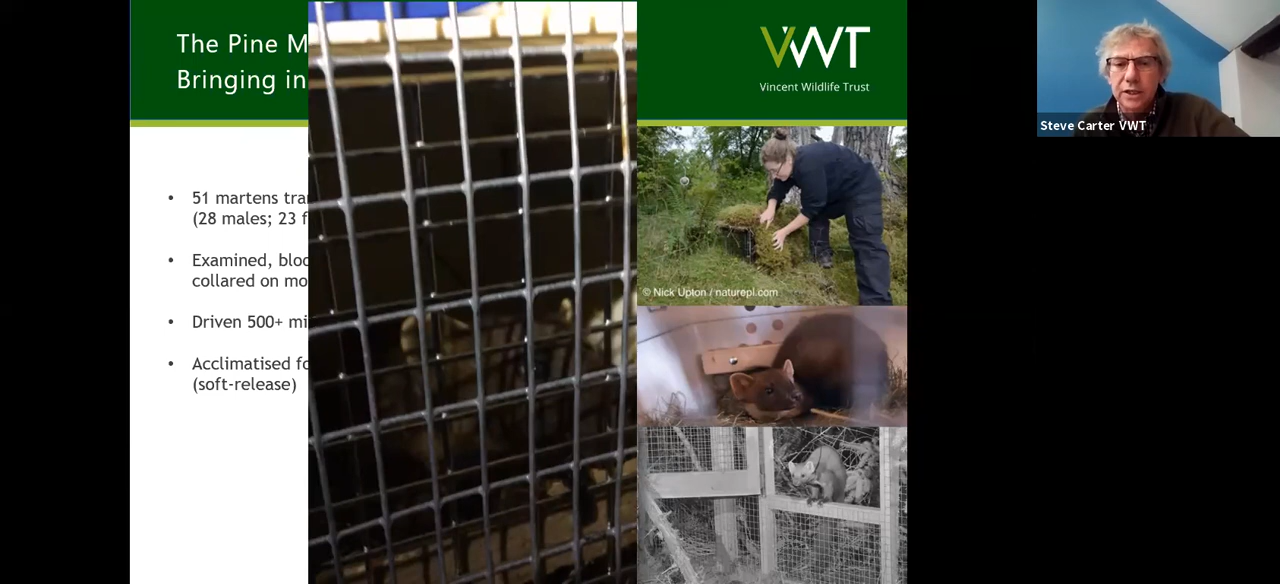 The Pine M
Bringing in
VWT
Vincent Wildlife Trust
51 martens tra
(28 males; 23 f
Examined, bloo
collared on mo
Driven 500+ mi
Acclimatised fo
(soft-release)
© Nick Upton / naturepl.com
Steve Carter VWT